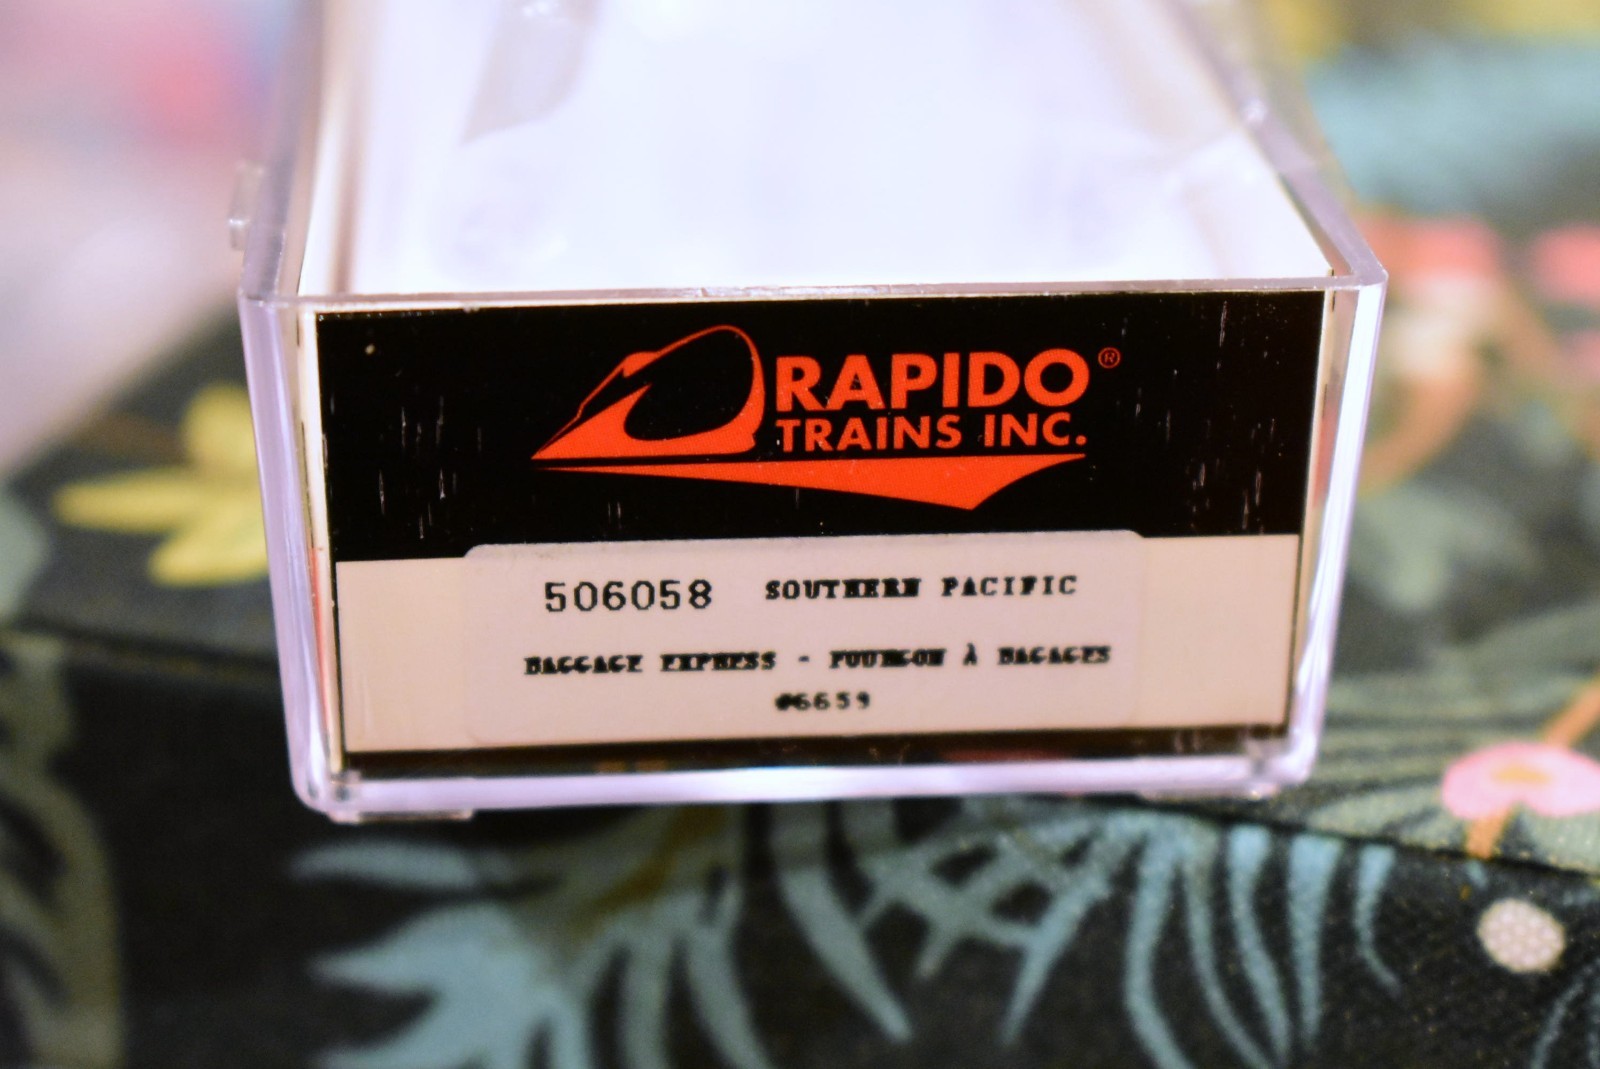 RAPIDO®
TRAINS INC.
506058 SOUTHERN PACIFIC
BAGGAGE EXPRESS - FOURGON À BAGAGES
#6659